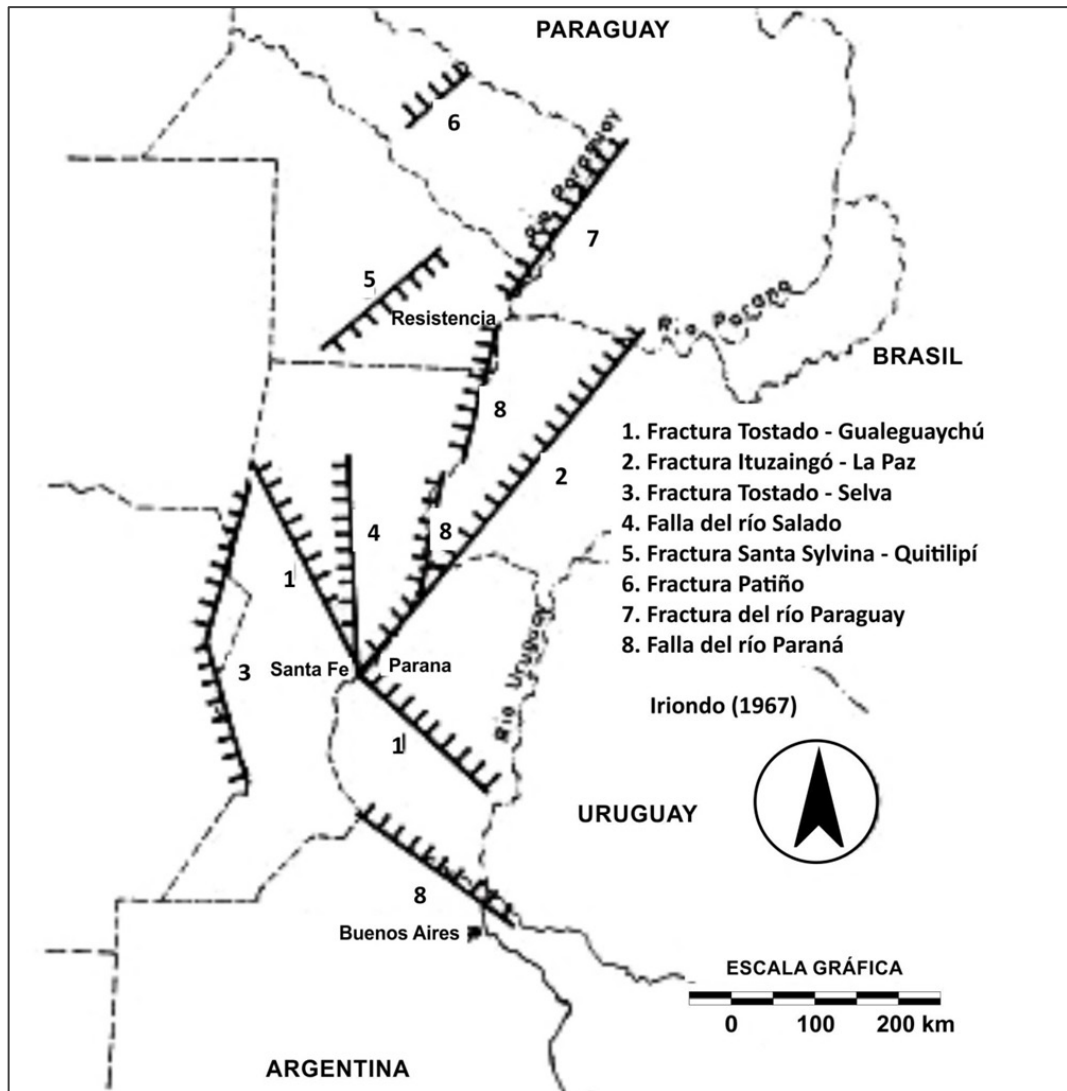 PARAGUAY
6
Río Paraguay
7
5
Resistencia
Río Parana
BRASIL
8
2
1. Fractura Tostado - Gualeguaychú
2. Fractura Ituzaingó - La Paz
3. Fractura Tostado - Selva
4. Falla del río Salado
5. Fractura Santa Sylvina - Quitilipí
6. Fractura Patiño
7. Fractura del río Paraguay
8. Falla del río Paraná
4
8
1
Río Uruguay
3
Santa Fe
Parana
Iriondo (1967)
1
URUGUAY
8
Buenos Aires
ESCALA GRÁFICA
0 100 200 km
ARGENTINA